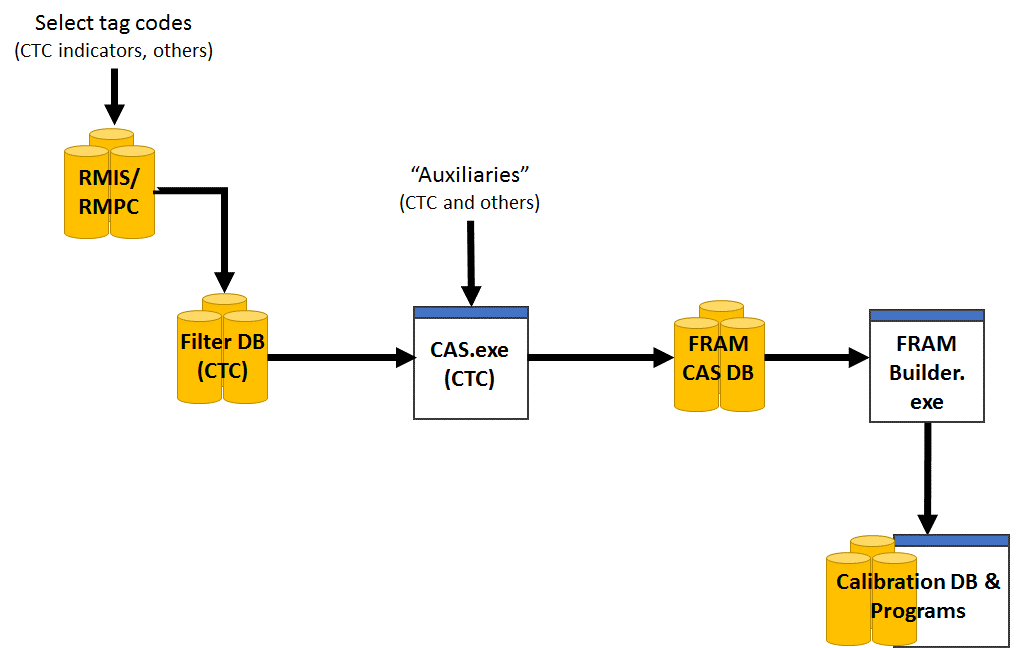 Select tag codes
(CTC indicators, others)
RMIS/
RMPC
“Auxiliaries”
(CTC and others)
Filter DB
(CTC)
CAS.exe
(CTC)
FRAM
CAS DB
FRAM
Builder.
exe
Calibration DB &
Programs